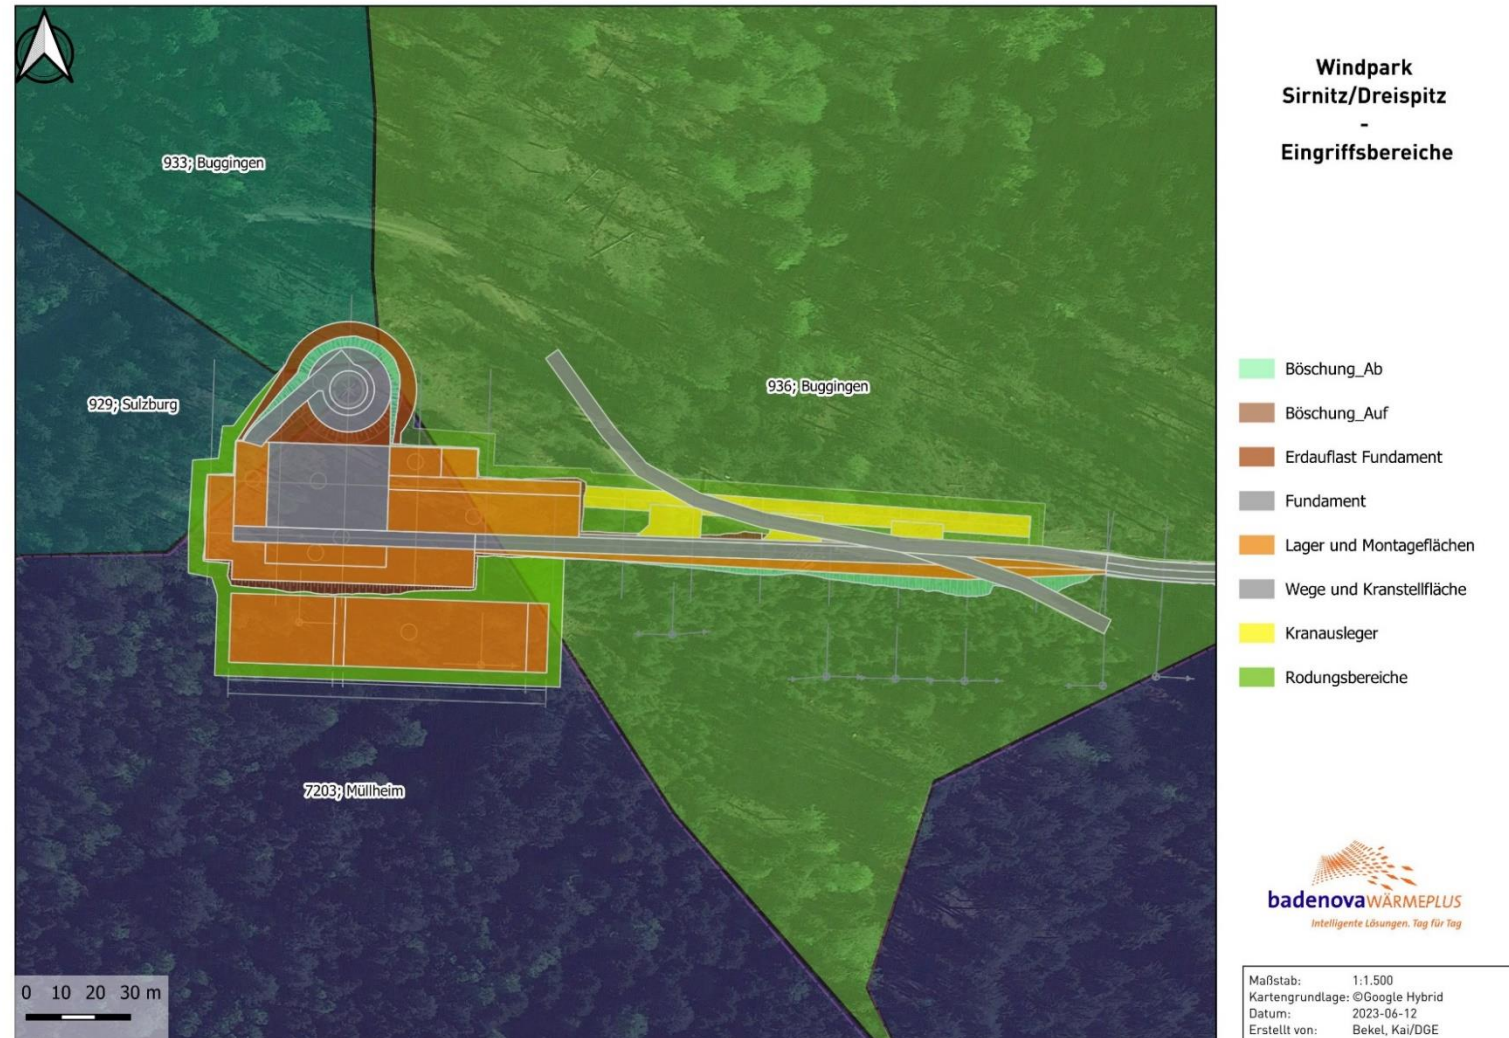 Windpark
Sirnitz/Dreispitz
-
Eingriffsbereiche
933; Buggingen
936; Buggingen
929; Sulzburg
7203; Müllheim
Böschung_Ab
Böschung_Auf
Erdauflast Fundament
Fundament
Lager und Montageflächen
Wege und Kranstellfläche
Kranausleger
Rodungsbereiche
badenovaWÄRMEPLUS
Intelligente Lösungen. Tag für Tag
0 10 20 30 m
Maßstab: 1:1.500
Kartengrundlage: ©Google Hybrid
Datum: 2023-06-12
Erstellt von: Bekel, Kai/DGE